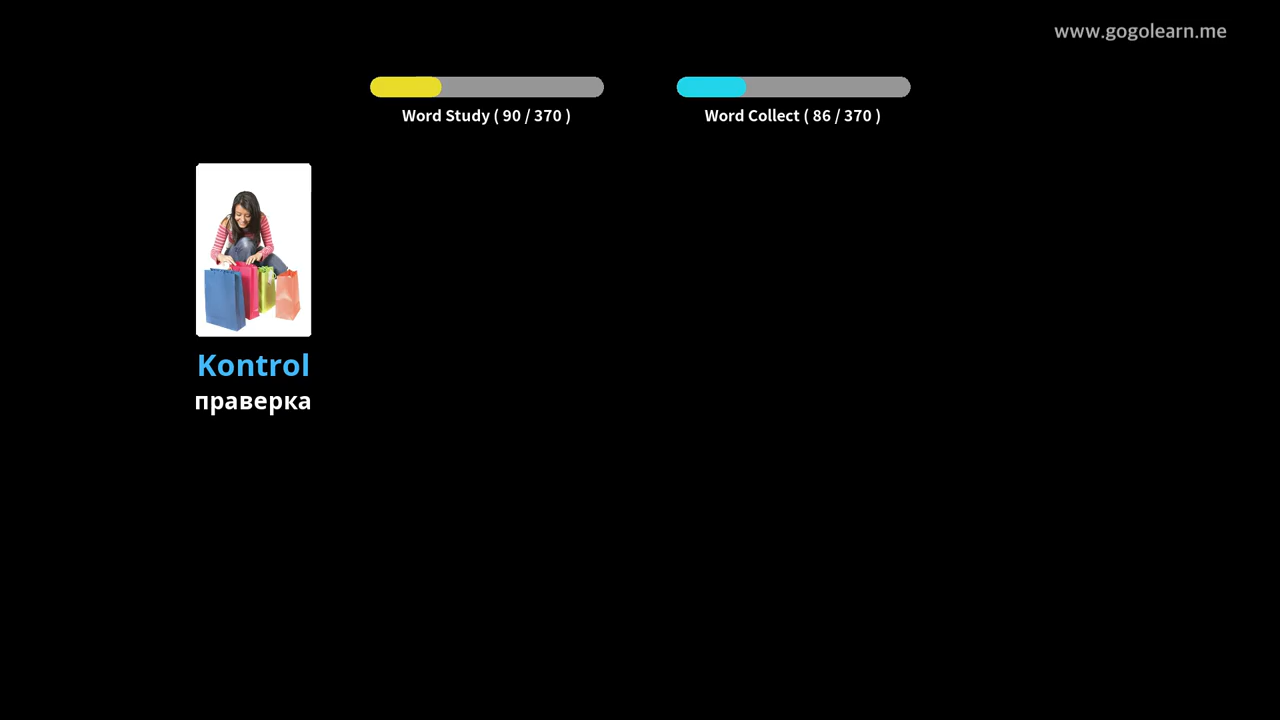 www.gogolearn.me
Word Study ( 90 / 370 )
Word Collect ( 86 / 370 )
Kontrol
праверка